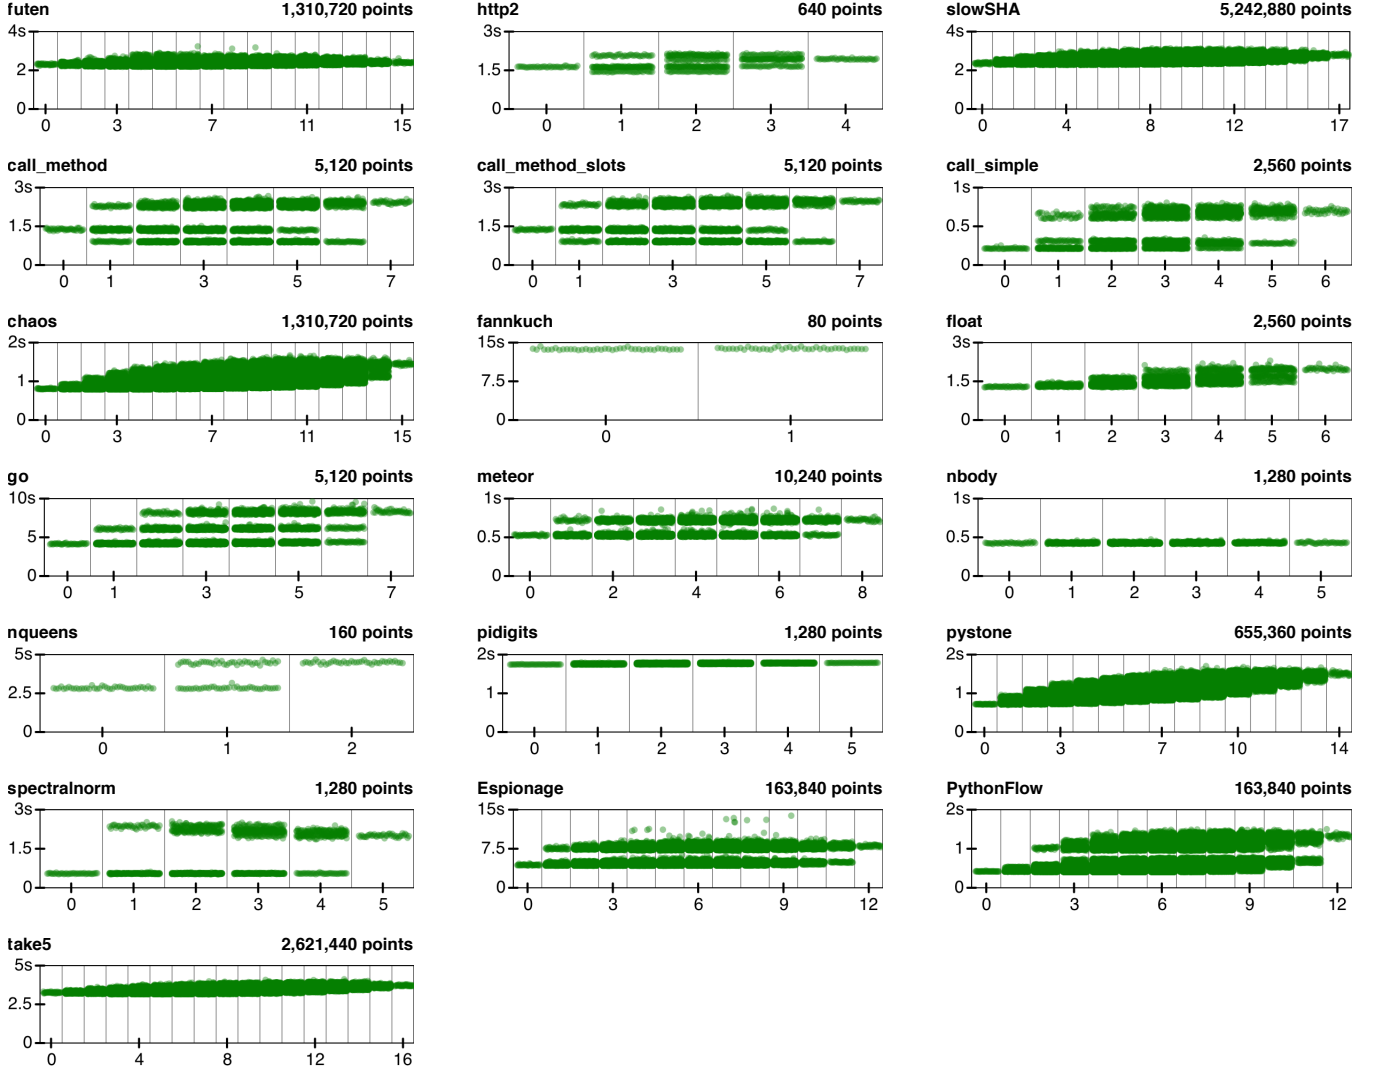 futen 1,310,720 points
4s
2
0
0 3 7 11 15
http2 640 points
3s
1.5
0
0 1 2 3 4
slowSHA 5,242,880 points
4s
2
0
0 4 8 12 17
call_method 5,120 points
3s
1.5
0
0 1 3 5 7
call_method_slots 5,120 points
3s
1.5
0
0 1 3 5 7
call_simple 2,560 points
1s
0.5
0
0 1 2 3 4 5 6
chaos 1,310,720 points
2s
1
0
0 3 7 11 15
fannkuch 80 points
15s
7.5
0
0 1
float 2,560 points
3s
1.5
0
0 1 2 3 4 5 6
go 5,120 points
10s
5
0
0 1 3 5 7
meteor 10,240 points
1s
0.5
0
0 2 4 6 8
nbody 1,280 points
1s
0.5
0
0 1 2 3 4 5
nqueens 160 points
5s
2.5
0
0 1 2
pidigits 1,280 points
2s
1
0
0 1 2 3 4 5
pystone 655,360 points
2s
1
0
0 3 7 10 14
spectralnorm 1,280 points
3s
1.5
0
0 1 2 3 4 5
Espionage 163,840 points
15s
7.5
0
0 3 6 9 12
PythonFlow 163,840 points
2s
1
0
0 3 6 9 12
take5 2,621,440 points
5s
2.5
0
0 4 8 12 16